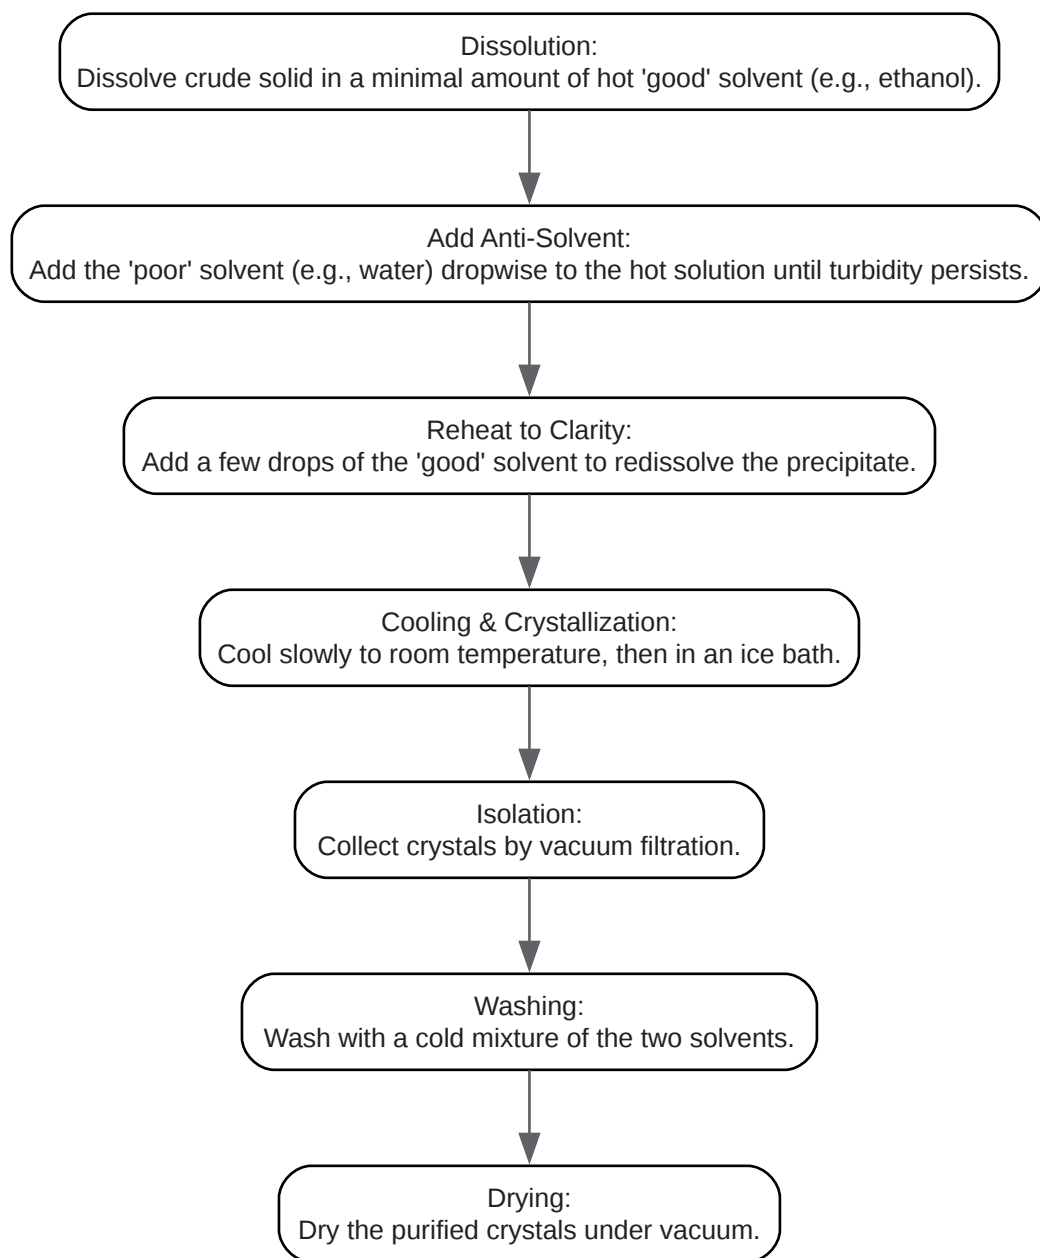 Dissolution:
Dissolve crude solid in a minimal amount of hot 'good' solvent (e.g., ethanol).
Add Anti-Solvent:
Add the 'poor' solvent (e.g., water) dropwise to the hot solution until turbidity persists.
Reheat to Clarity:
Add a few drops of the 'good' solvent to redissolve the precipitate.
Cooling & Crystallization:
Cool slowly to room temperature, then in an ice bath.
Isolation:
Collect crystals by vacuum filtration.
Washing:
Wash with a cold mixture of the two solvents.
Drying:
Dry the purified crystals under vacuum.